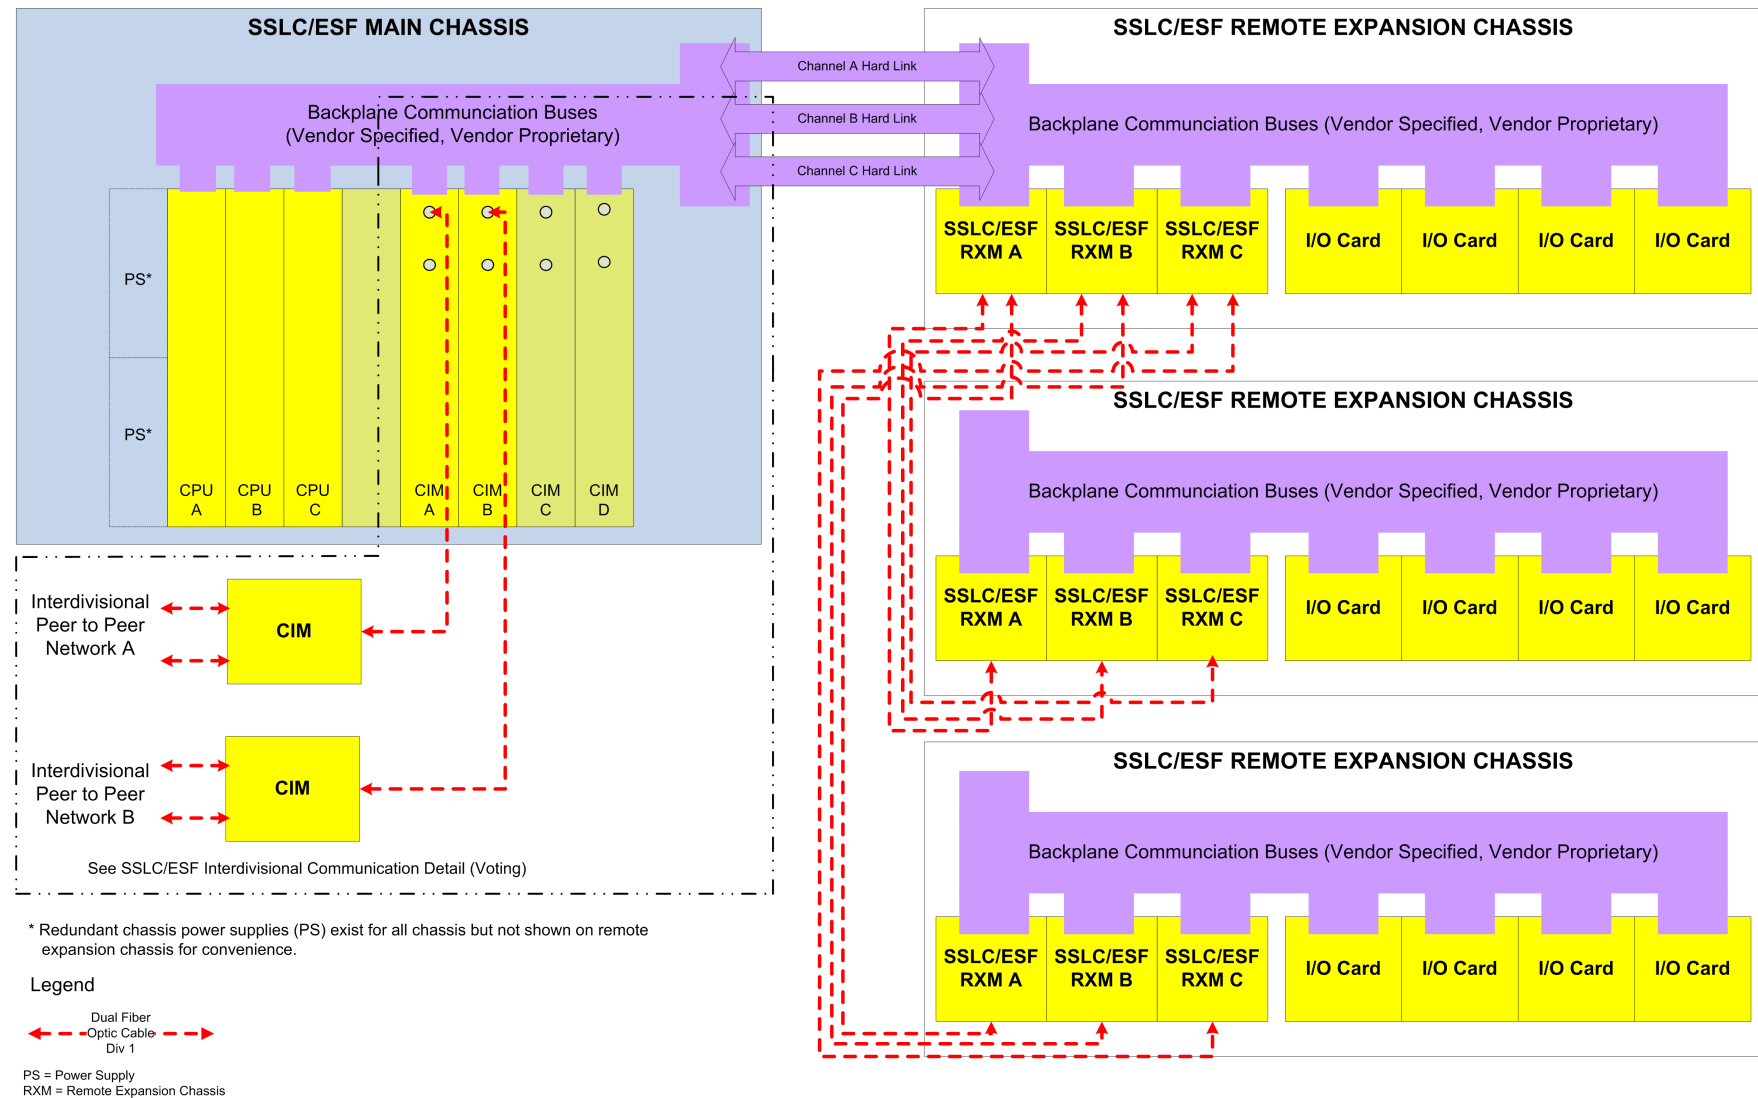 SSLC/ESF MAIN CHASSIS
Backplane Communciation Buses
(Vendor Specified, Vendor Proprietary)
PS*
PS*
CPU
A
CPU
B
CPU
C
CIM
A
CIM
B
CIM
C
CIM
D
Channel A Hard Link
Channel B Hard Link
Channel C Hard Link
Interdivisional
Peer to Peer
Network A
CIM
Interdivisional
Peer to Peer
Network B
CIM
See SSLC/ESF Interdivisional Communication Detail (Voting)
* Redundant chassis power supplies (PS) exist for all chassis but not shown on remote
expansion chassis for convenience.
Legend
Dual Fiber
Optic Cable
Div 1
PS = Power Supply
RXM = Remote Expansion Chassis
SSLC/ESF REMOTE EXPANSION CHASSIS
Backplane Communciation Buses (Vendor Specified, Vendor Proprietary)
SSLC/ESF
RXM A
SSLC/ESF
RXM B
SSLC/ESF
RXM C
I/O Card
I/O Card
I/O Card
I/O Card
SSLC/ESF REMOTE EXPANSION CHASSIS
Backplane Communciation Buses (Vendor Specified, Vendor Proprietary)
SSLC/ESF
RXM A
SSLC/ESF
RXM B
SSLC/ESF
RXM C
I/O Card
I/O Card
I/O Card
I/O Card
SSLC/ESF REMOTE EXPANSION CHASSIS
Backplane Communciation Buses (Vendor Specified, Vendor Proprietary)
SSLC/ESF
RXM A
SSLC/ESF
RXM B
SSLC/ESF
RXM C
I/O Card
I/O Card
I/O Card
I/O Card